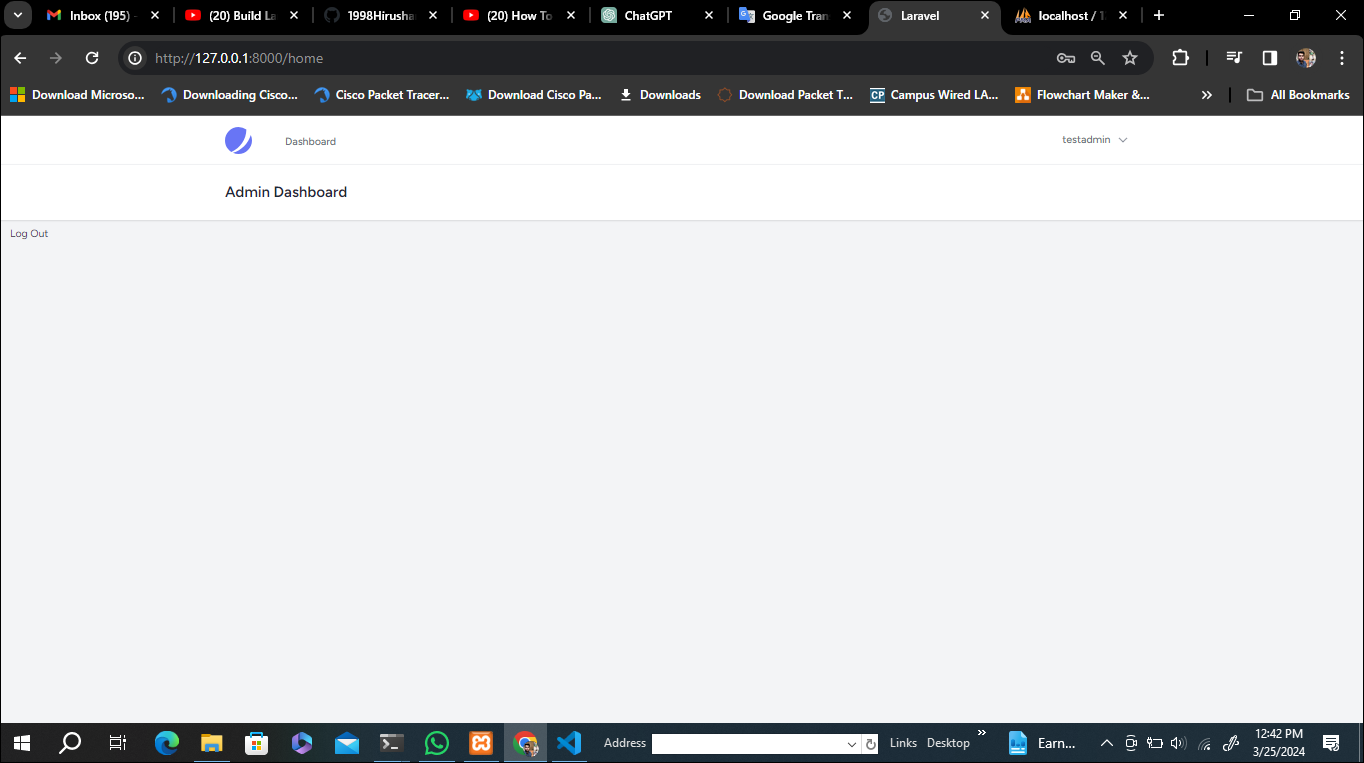 Inbox (195) -
(20) Build La
1998Hirusha
(20) How To
ChatGPT
Google Tran
Laravel
localhost / 12
http://127.0.0.1:8000/home
Download Microso...
Downloading Cisco...
Cisco Packet Tracer...
Download Cisco Pa...
Downloads
Download Packet T...
CP
Campus Wired LA...
Flowchart Maker &...
All Bookmarks
Dashboard
testadmin
Admin Dashboard
Log Out
Address
Links
Desktop
Earn...
12:42 PM
3/25/2024